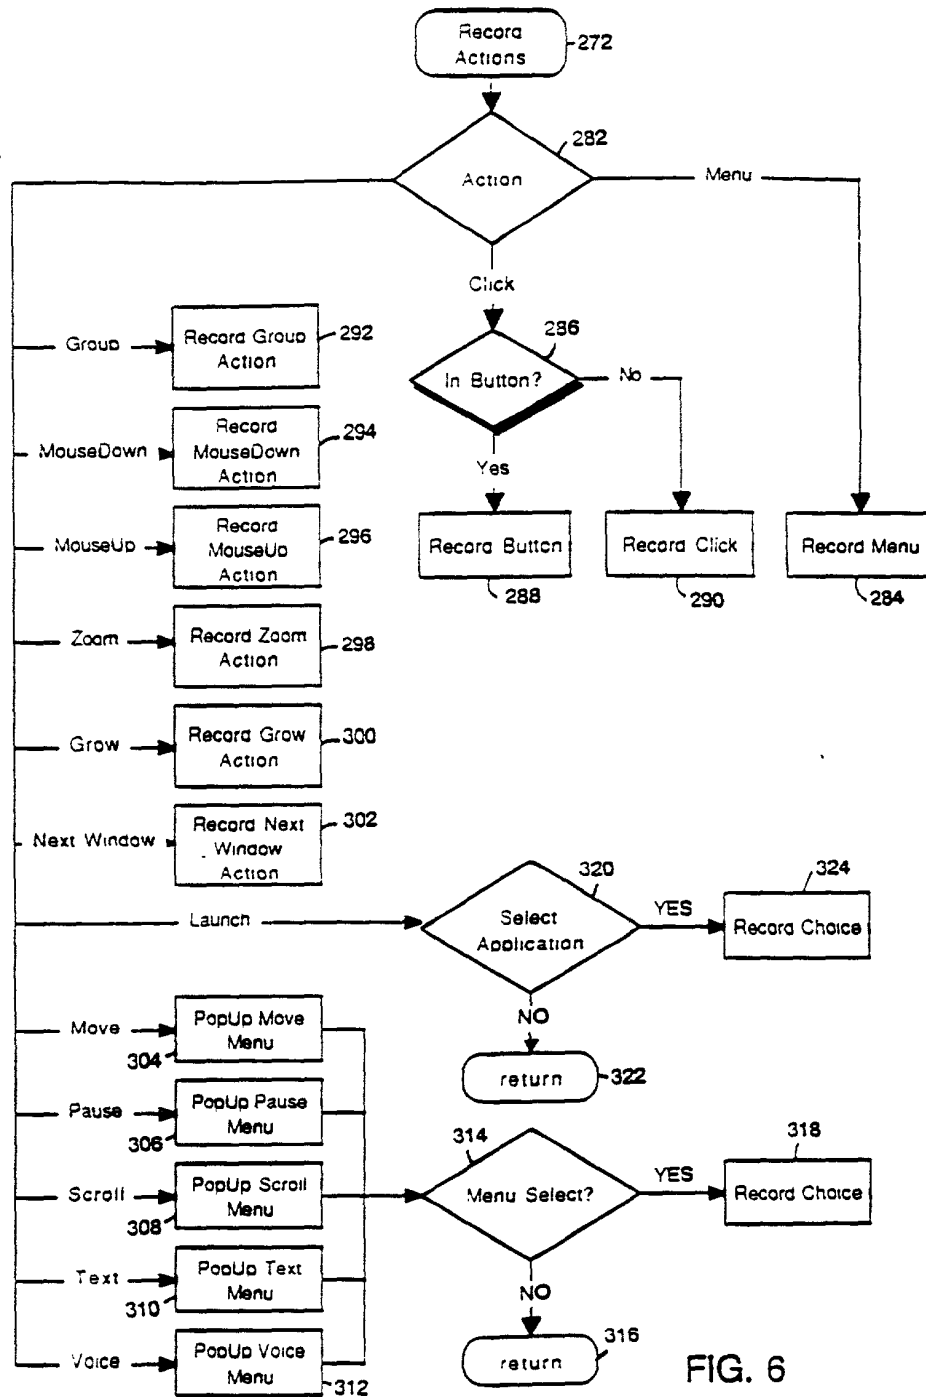 Record
Actions
272
282
Action
Menu
Click
286
In Button?
No
Yes
Record Button
288
Record Click
290
Record Menu
284
Group
Record Group
Action
292
MouseDown
Record
MouseDown
Action
294
MouseUp
Record
MouseUp
Action
296
Zoom
Record Zoom
Action
298
Grow
Record Grow
Action
300
Next Window
Record Next
Window
Action
302
Launch
320
Select
Application
YES
324
Record Choice
NO
return
322
Move
PopUp Move
Menu
304
Pause
PopUp Pause
Menu
306
Scroll
PopUp Scroll
Menu
308
Text
PopUp Text
Menu
310
Voice
PopUp Voice
Menu
312
314
Menu Select?
YES
318
Record Choice
NO
return
316
FIG. 6